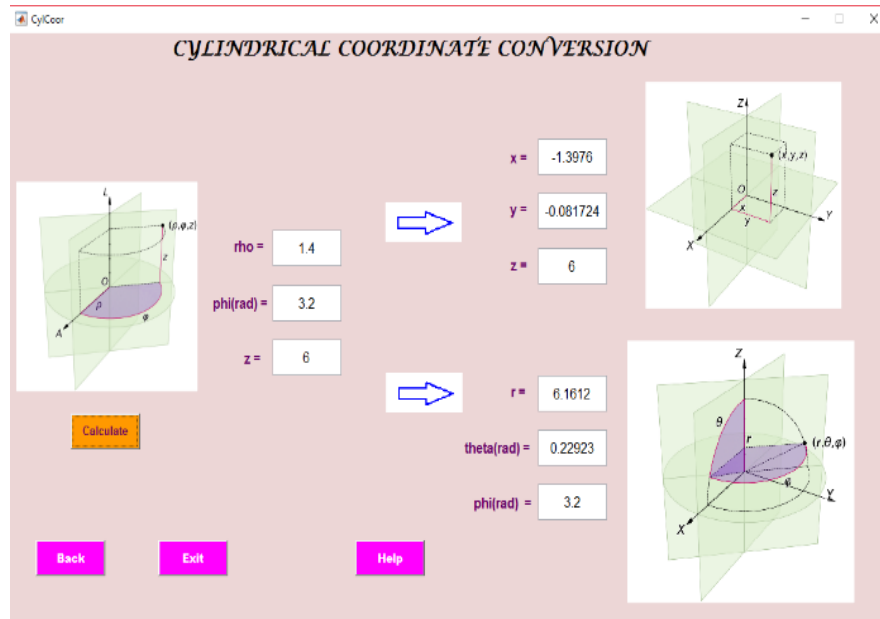 CylCoor
CYLINDRICAL COORDINATE CONVERSION
L
(ρ,φ,z)
z
O
ρ
φ
A
rho = 1.4
phi(rad) = 3.2
z = 6
x = -1.3976
y = -0.081724
z = 6
Z
(x,y,z)
O
z
x
y
X
Y
r = 6.1612
theta(rad) = 0.22923
phi(rad) = 3.2
Z
θ
r
(r,θ,φ)
φ
X
Y
Calculate
Back
Exit
Help